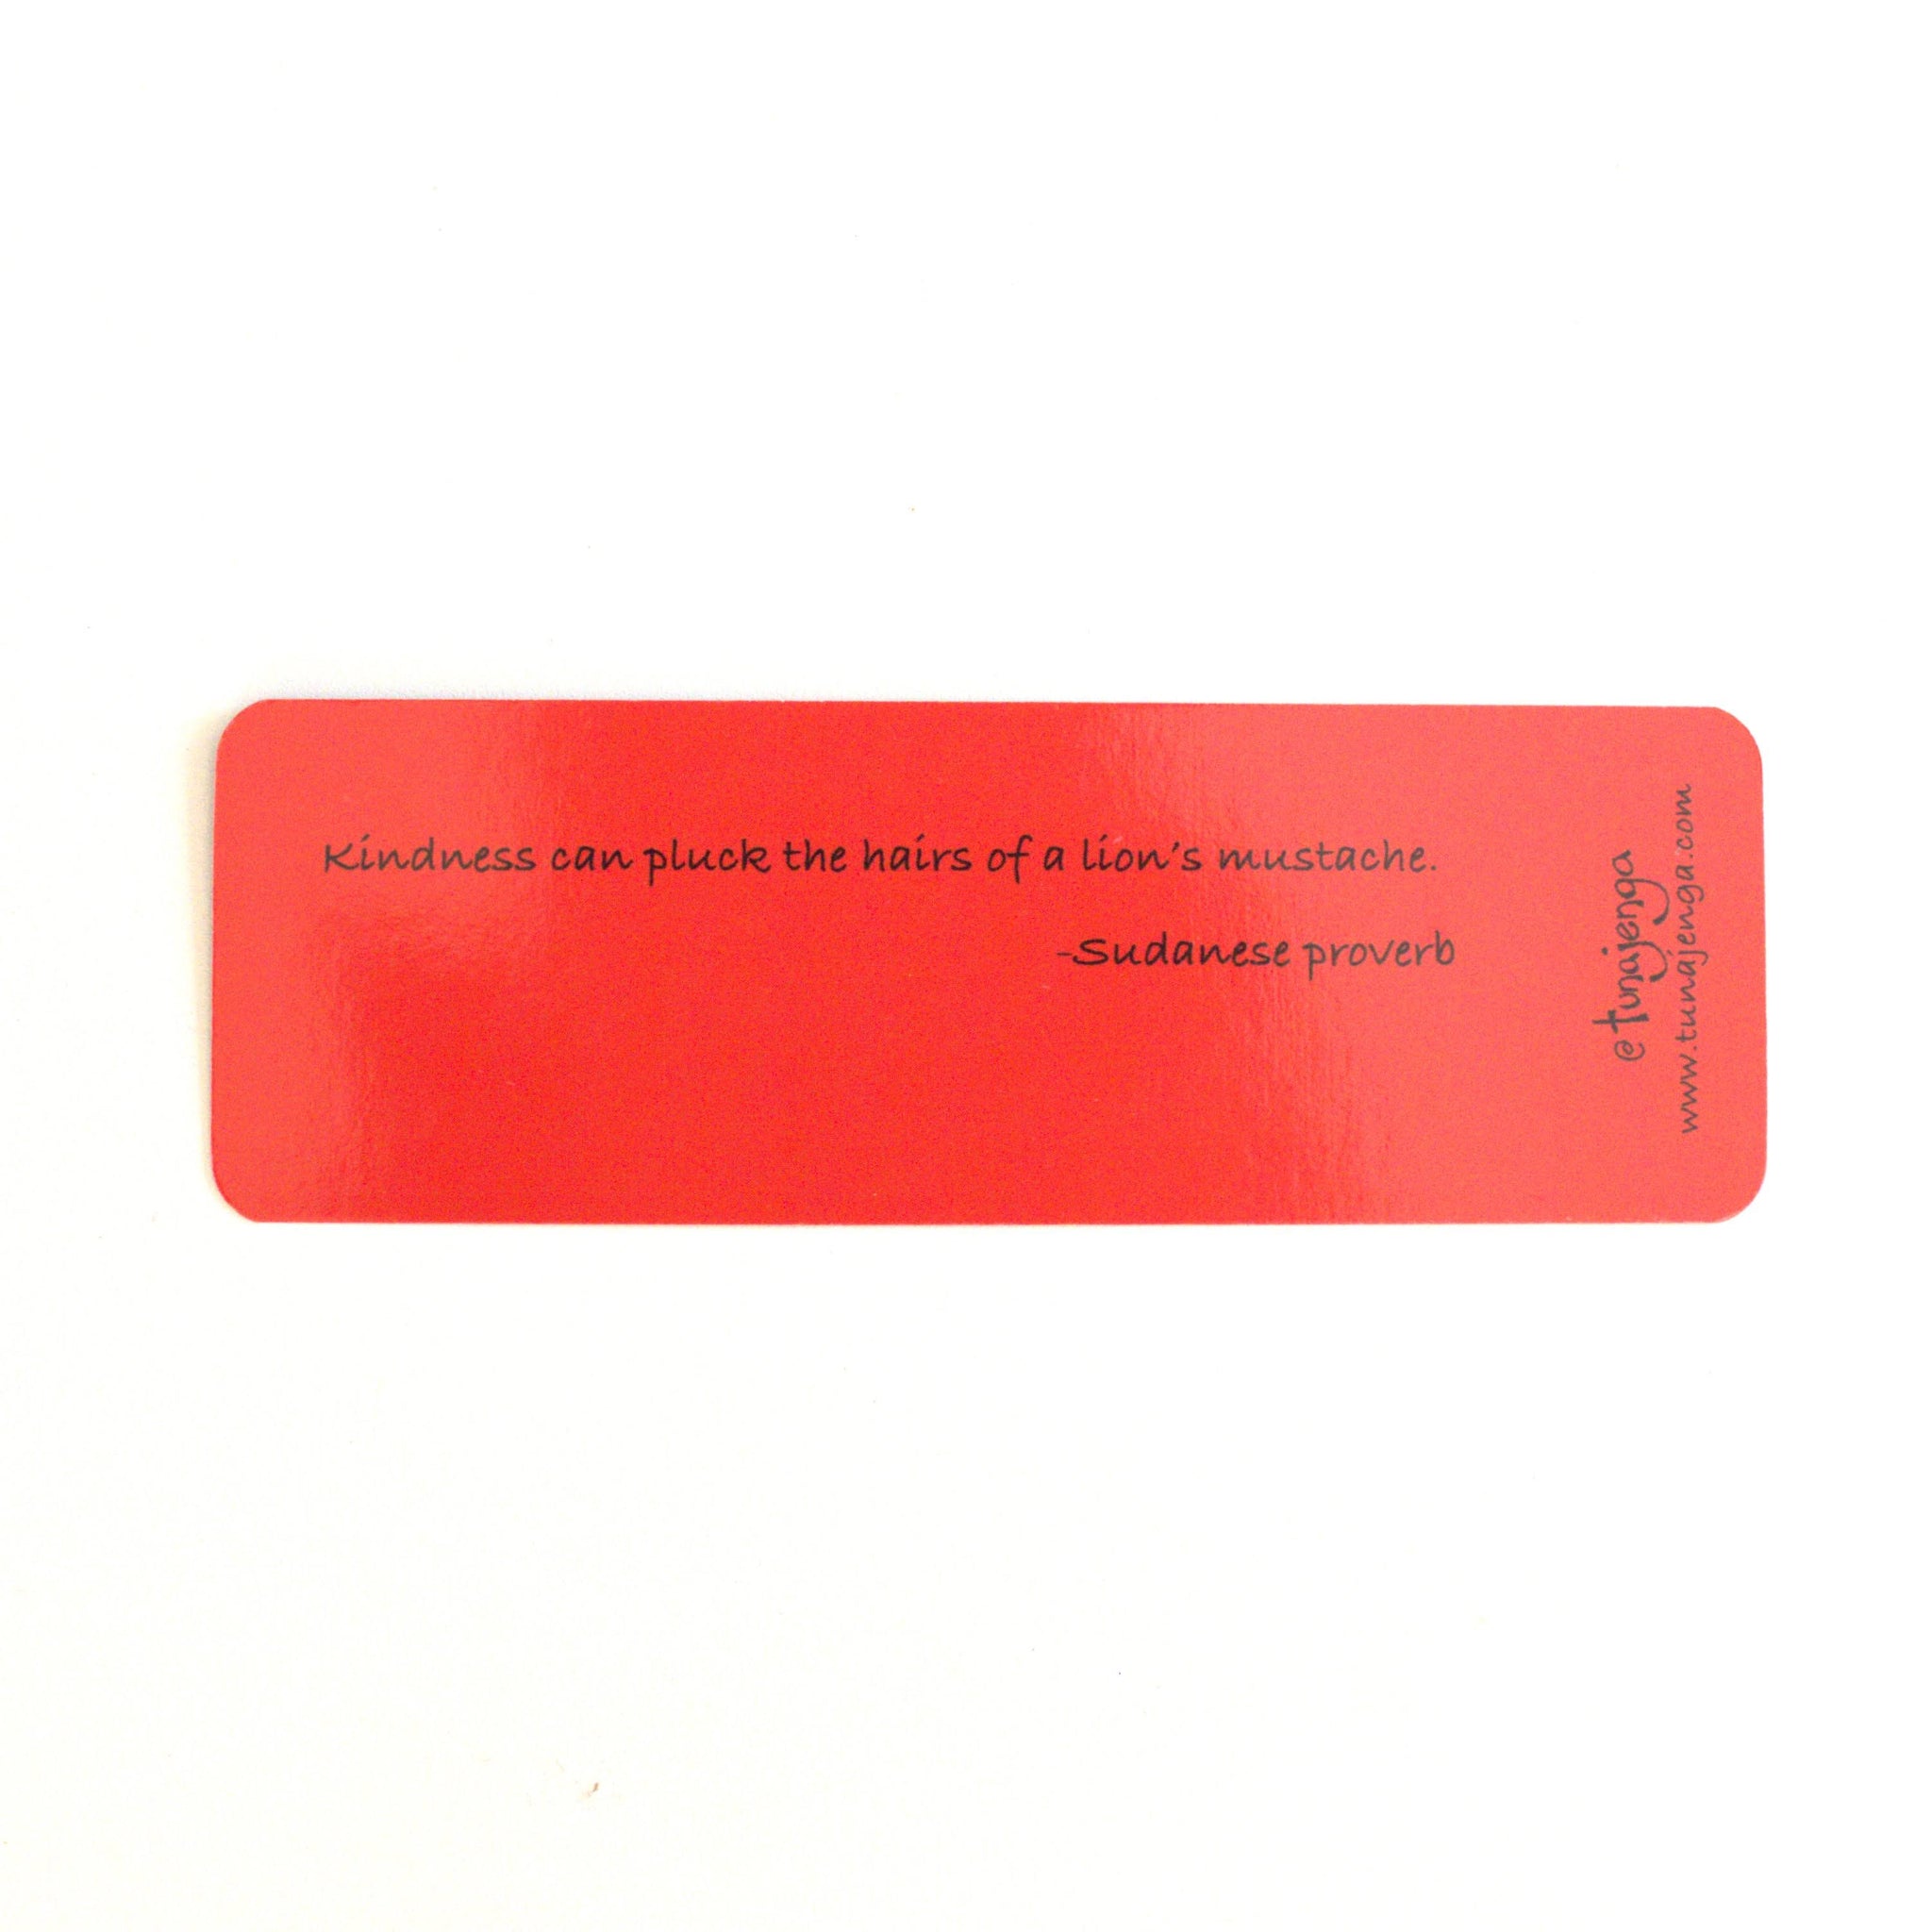 Kindness can pluck the hairs of a lion's mustache.
-Sudanese proverb
© tunajenga
www.tunajenga.com